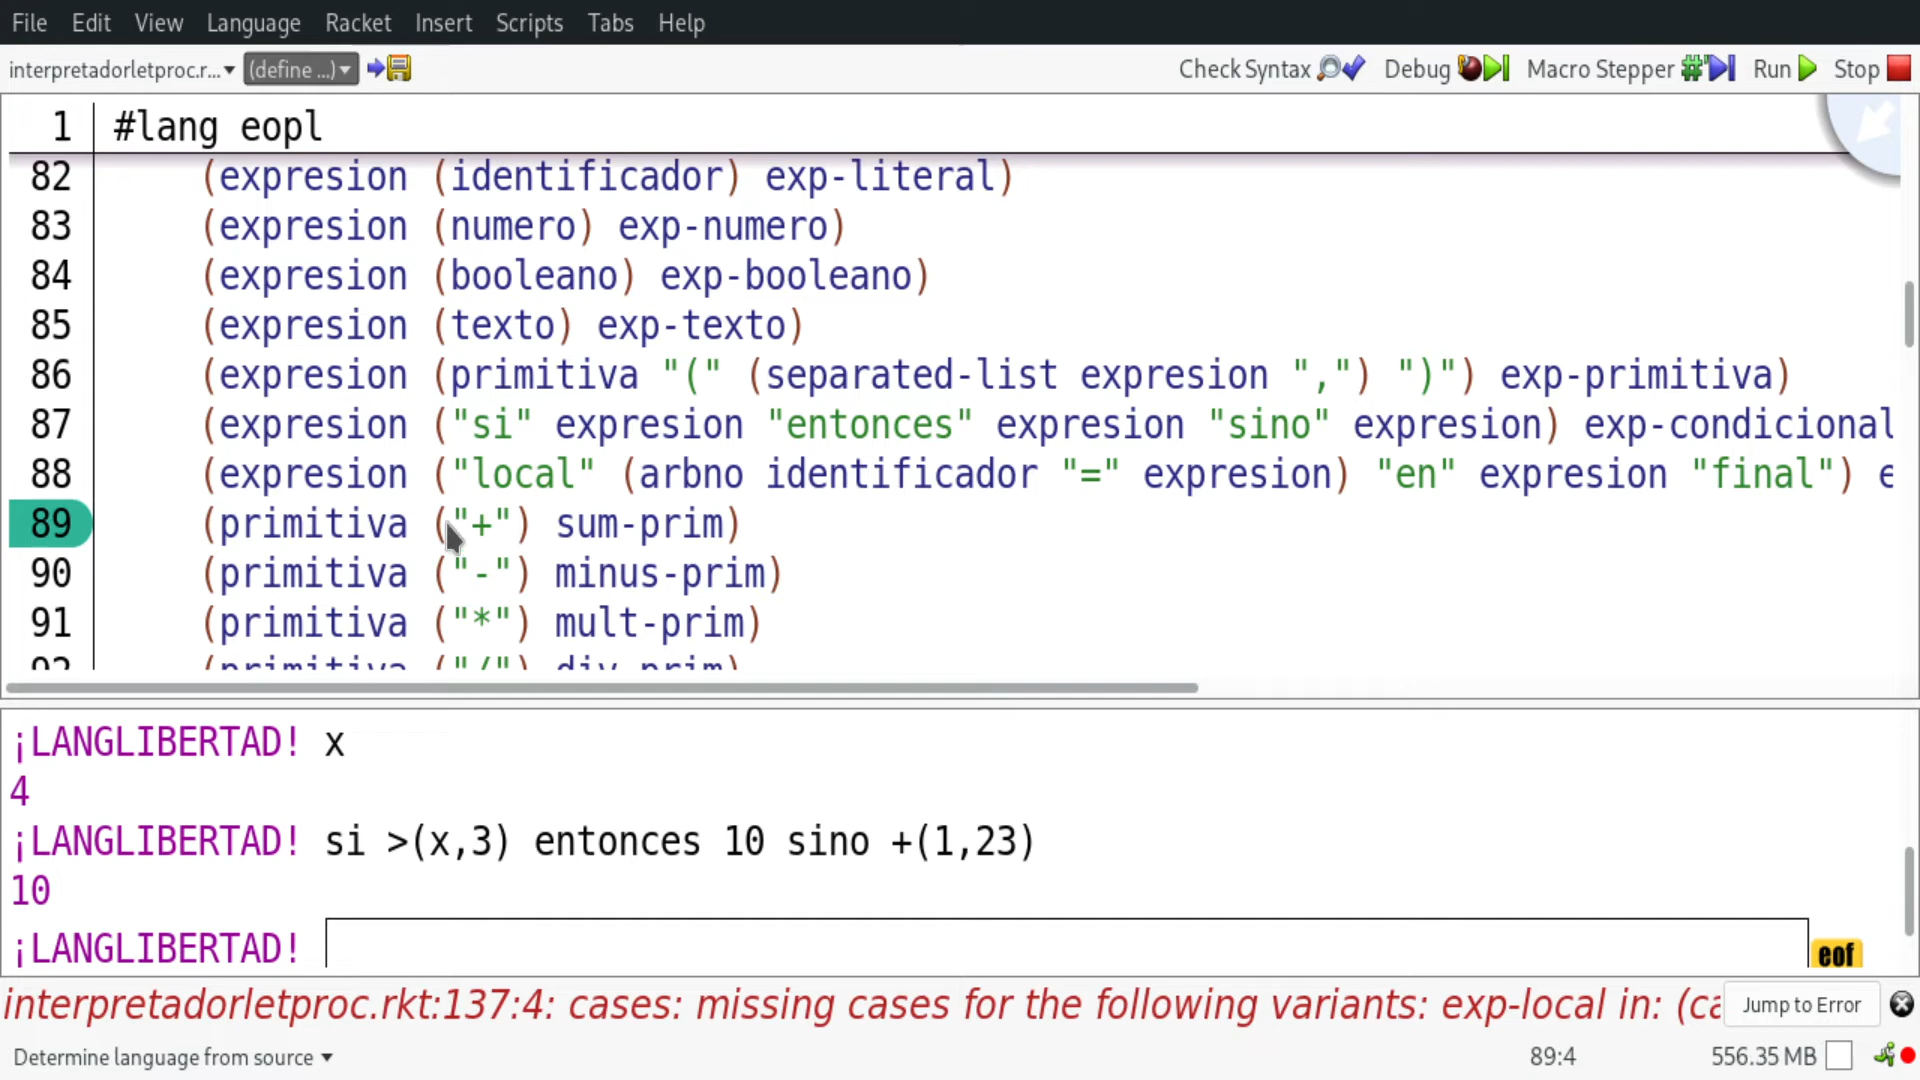 File Edit View Language Racket Insert Scripts Tabs Help
interpretadorletproc.r... (define ...) Check Syntax Debug Macro Stepper Run Stop
1 #lang eopl
82 (expresion (identificador) exp-literal)
83 (expresion (numero) exp-numero)
84 (expresion (booleano) exp-booleano)
85 (expresion (texto) exp-texto)
86 (expresion (primitiva "(" (separated-list expresion ",") ")") exp-primitiva)
87 (expresion ("si" expresion "entonces" expresion "sino" expresion) exp-condicional
88 (expresion ("local" (arbno identificador "=" expresion) "en" expresion "final") e
89 (primitiva ("+") sum-prim)
90 (primitiva ("-") minus-prim)
91 (primitiva ("*") mult-prim)
92 (primitiva ("/") div-prim)
¡LANGLIBERTAD! x
4
¡LANGLIBERTAD! si >(x,3) entonces 10 sino +(1,23)
10
¡LANGLIBERTAD!
eof
interpretadorletproc.rkt:137:4: cases: missing cases for the following variants: exp-local in: (ca Jump to Error
Determine language from source 89:4 556.35 MB